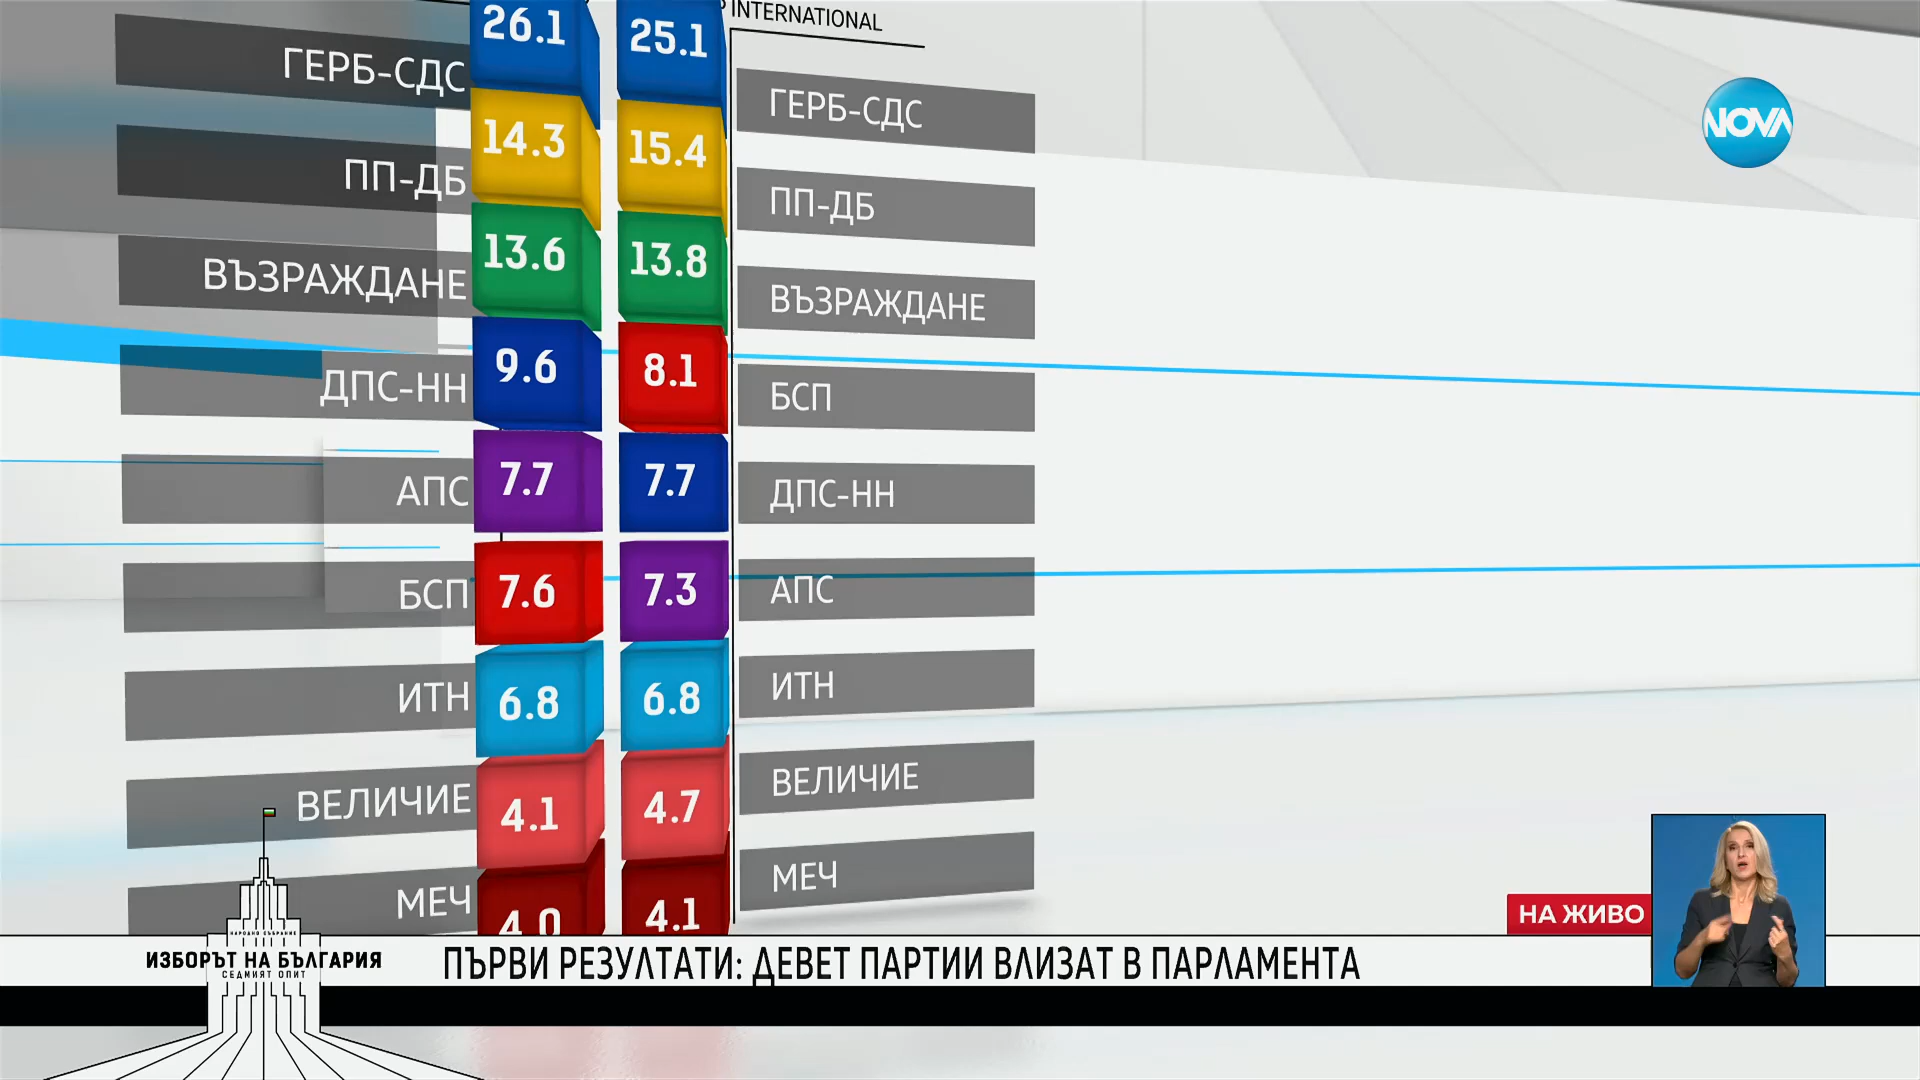 INTERNATIONAL
ГЕРБ-СДС 26.1 25.1 ГЕРБ-СДС
ПП-ДБ 14.3 15.4 ПП-ДБ
ВЪЗРАЖДАНЕ 13.6 13.8 ВЪЗРАЖДАНЕ
ДПС-НН 9.6 8.1 БСП
АПС 7.7 7.7 ДПС-НН
БСП 7.6 7.3 АПС
ИТН 6.8 6.8 ИТН
ВЕЛИЧИЕ 4.1 4.7 ВЕЛИЧИЕ
МЕЧ 4.0 4.1 МЕЧ
NOVA
НА ЖИВО
НАРОДНО СЪБРАНИЕ
ИЗБОРЪТ НА БЪЛГАРИЯ
СЕДМИЯТ ОПИТ
ПЪРВИ РЕЗУЛТАТИ: ДЕВЕТ ПАРТИИ ВЛИЗАТ В ПАРЛАМЕНТА